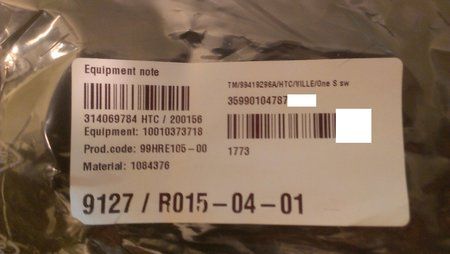 Equipment note
314069784 HTC / 200156
Equipment: 10010373718
Prod.code: 99HRE105-00
Material: 1084376
TM/99419296A/HTC/VILLE/One S sw
35990104787
1773
9127 / R015-04-01